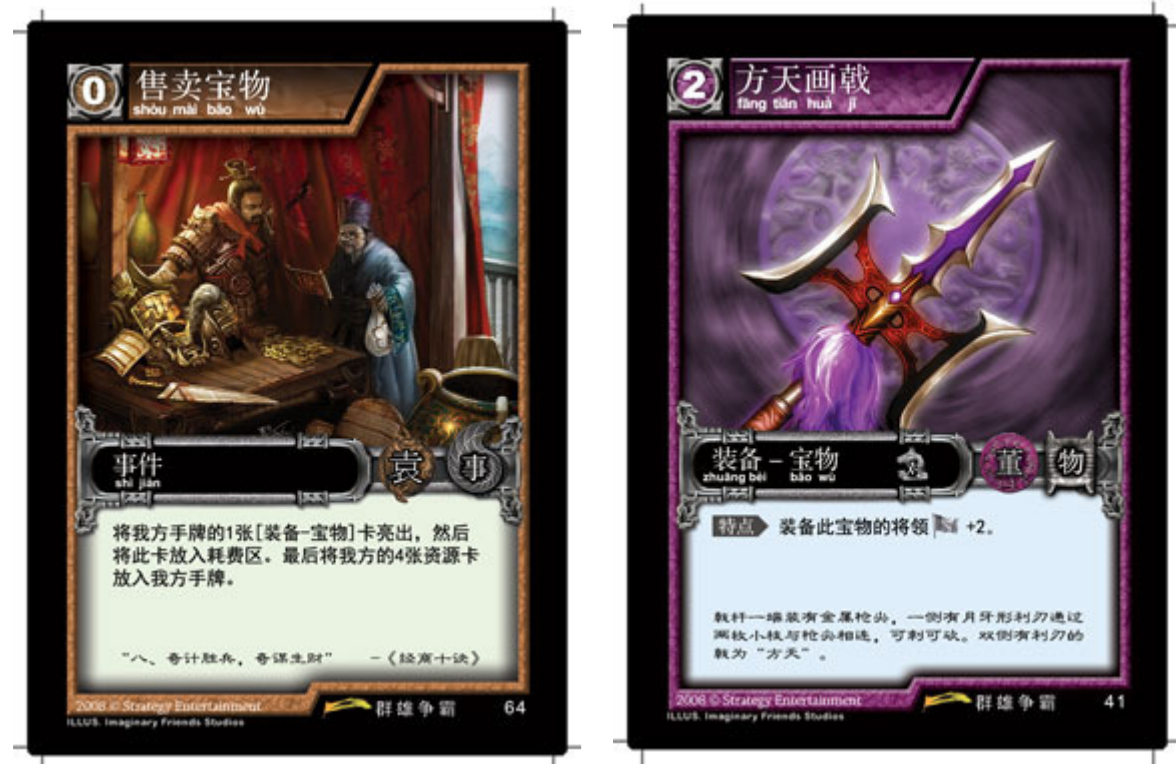 0
售卖宝物
shòu mài bǎo wù
事件
shì jiàn
袁
事
将我方手牌的1张[装备-宝物]卡亮出，然后
将此卡放入耗费区。最后将我方的4张资源卡
放入我方手牌。
“八、奇计胜兵，奇谋生财” -《经商十诀》
2008 © Strategy Entertainment
ILLUS. Imaginary Friends Studios
群雄争霸
64
2
方天画戟
fāng tiān huà jǐ
装备 - 宝物
zhuāng bèi bǎo wù
董
物
特点 装备此宝物的将领 +2。
戟杆一端装有金属枪尖，一侧有月牙形利刃通过
两枚小枝与枪尖相连，可刺可砍。双侧有利刃的
戟为“方天”。
2008 © Strategy Entertainment
ILLUS. Imaginary Friends Studios
群雄争霸
41